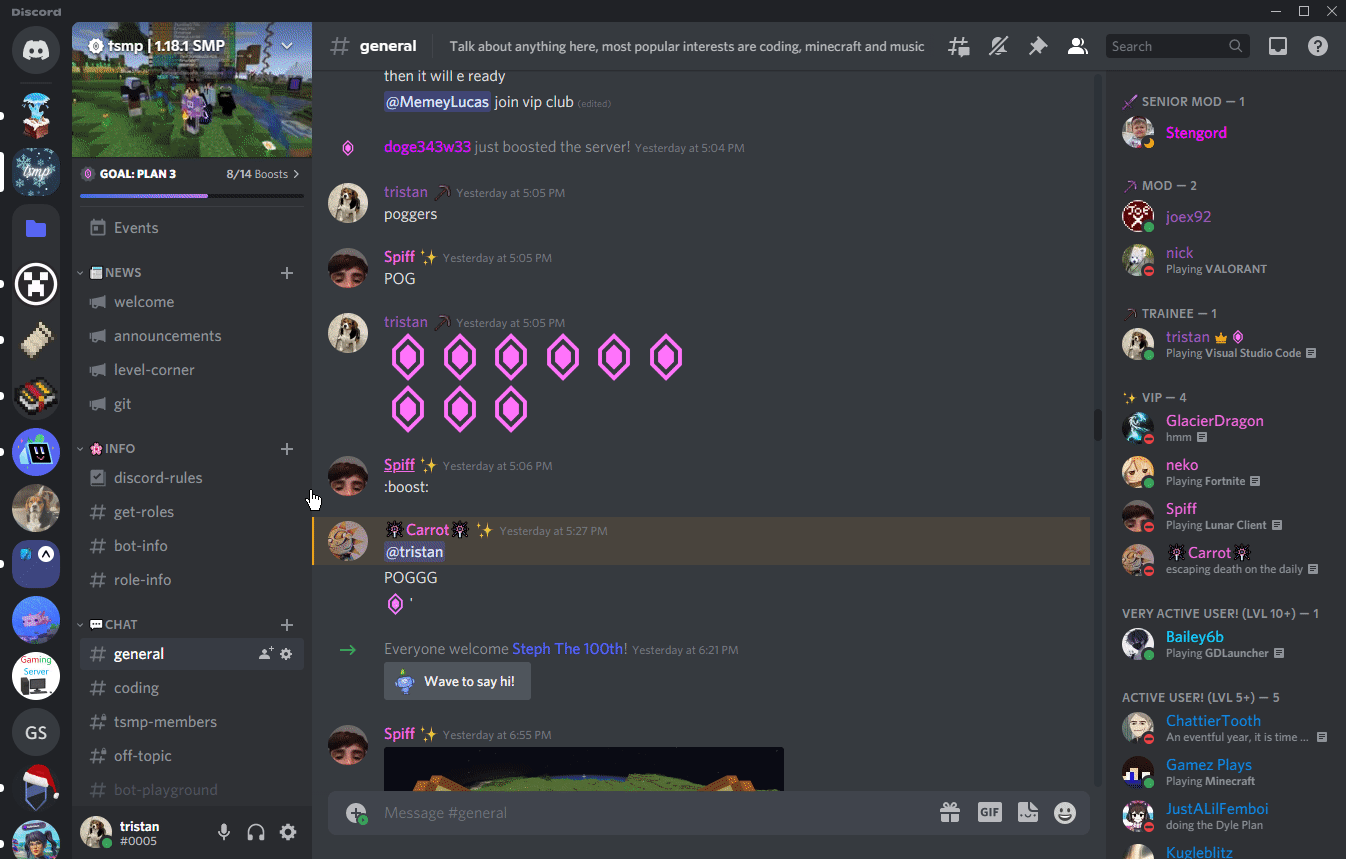 Discord
tsmp | 1.18.1 SMP
GOAL: PLAN 3
8/14 Boosts
Events
NEWS
welcome
announcements
level-corner
git
INFO
discord-rules
get-roles
bot-info
role-info
CHAT
general
coding
tsmp-members
off-topic
bot-playground
tristan
#0005
tsmp
Gaming
Server
GS
general
Talk about anything here, most popular interests are coding, minecraft and music
Search
then it will e ready
@MemeyLucas join vip club (edited)
doge343w33 just boosted the server! Yesterday at 5:04 PM
tristan Yesterday at 5:05 PM
poggers
Spiff Yesterday at 5:05 PM
POG
tristan Yesterday at 5:05 PM
Spiff Yesterday at 5:06 PM
:boost:
Carrot Yesterday at 5:27 PM
@tristan
POGGG
'
Everyone welcome Steph The 100th! Yesterday at 6:21 PM
Wave to say hi!
Spiff Yesterday at 6:55 PM
Message #general
GIF
SENIOR MOD — 1
Stengord
MOD — 2
joex92
nick
Playing VALORANT
TRAINEE — 1
tristan
Playing Visual Studio Code
VIP — 4
GlacierDragon
hmm
neko
Playing Fortnite
Spiff
Playing Lunar Client
Carrot
escaping death on the daily
VERY ACTIVE USER! (LVL 10+) — 1
Bailey6b
Playing GDLauncher
ACTIVE USER! (LVL 5+) — 5
ChattierTooth
An eventful year, it is time ...
Gamez Plays
Playing Minecraft
JustALilFemboi
doing the Dyle Plan
Kugleblitz